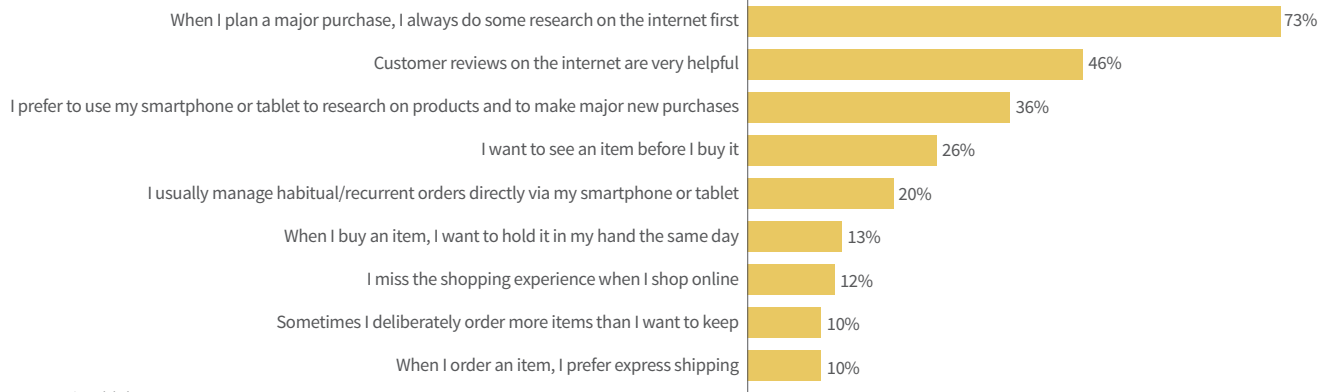 When I plan a major purchase, I always do some research on the internet first 73%
Customer reviews on the internet are very helpful 46%
I prefer to use my smartphone or tablet to research on products and to make major new purchases 36%
I want to see an item before I buy it 26%
I usually manage habitual/recurrent orders directly via my smartphone or tablet 20%
When I buy an item, I want to hold it in my hand the same day 13%
I miss the shopping experience when I shop online 12%
Sometimes I deliberately order more items than I want to keep 10%
When I order an item, I prefer express shipping 10%